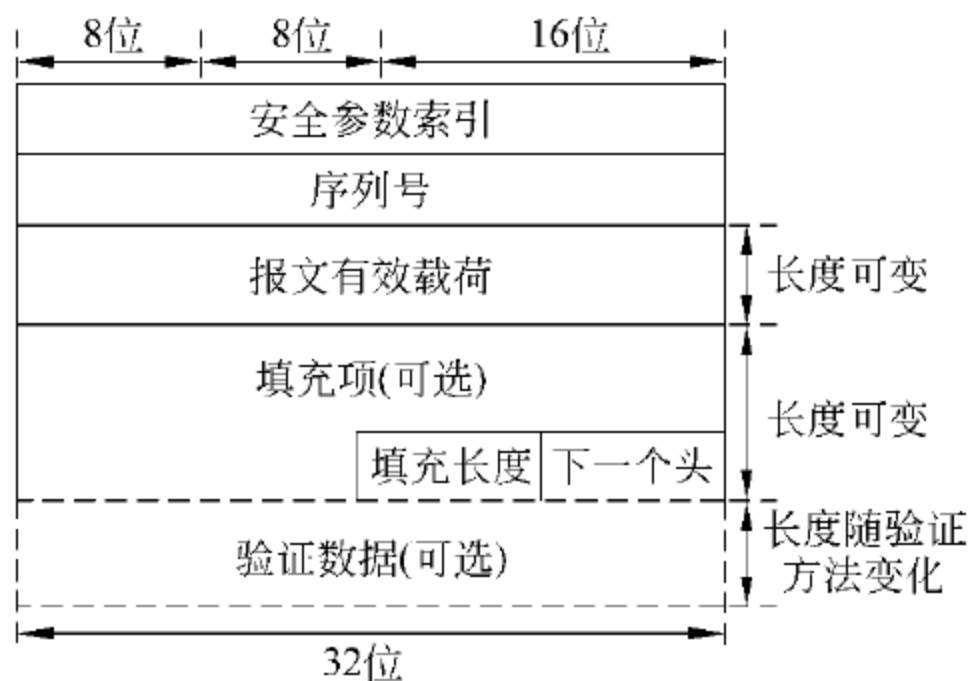 8位 8位 16位
安全参数索引
序列号
报文有效载荷
长度可变
填充项(可选)
长度可变
填充长度 下一个头
验证数据(可选)
长度随验证
方法变化
32位